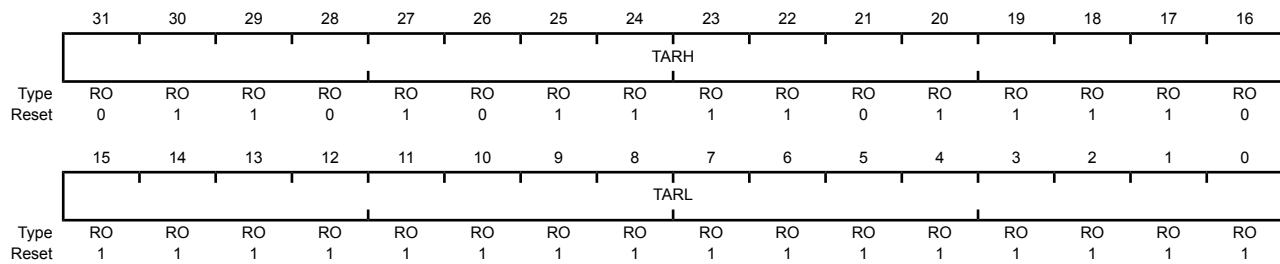 31 30 29 28 27 26 25 24 23 22 21 20 19 18 17 16
TARH
Type RO RO RO RO RO RO RO RO RO RO RO RO RO RO RO RO
Reset 0 1 1 0 1 0 1 1 1 1 0 1 1 1 1 0
15 14 13 12 11 10 9 8 7 6 5 4 3 2 1 0
TARL
Type RO RO RO RO RO RO RO RO RO RO RO RO RO RO RO RO
Reset 1 1 1 1 1 1 1 1 1 1 1 1 1 1 1 1